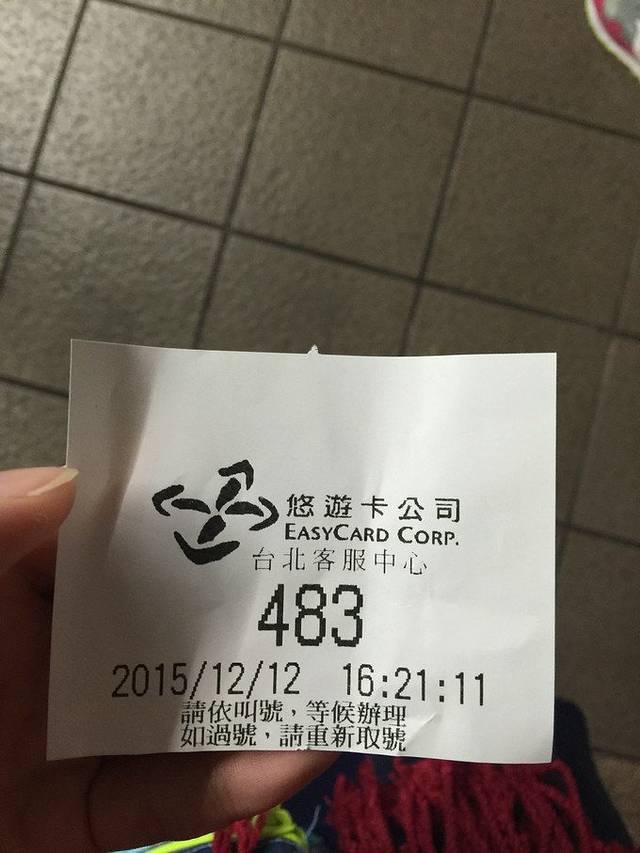 悠遊卡公司
EASYCARD CORP.
台北客服中心
483
2015/12/12 16:21:11
請依叫號，等候辦理
如過號，請重新取號